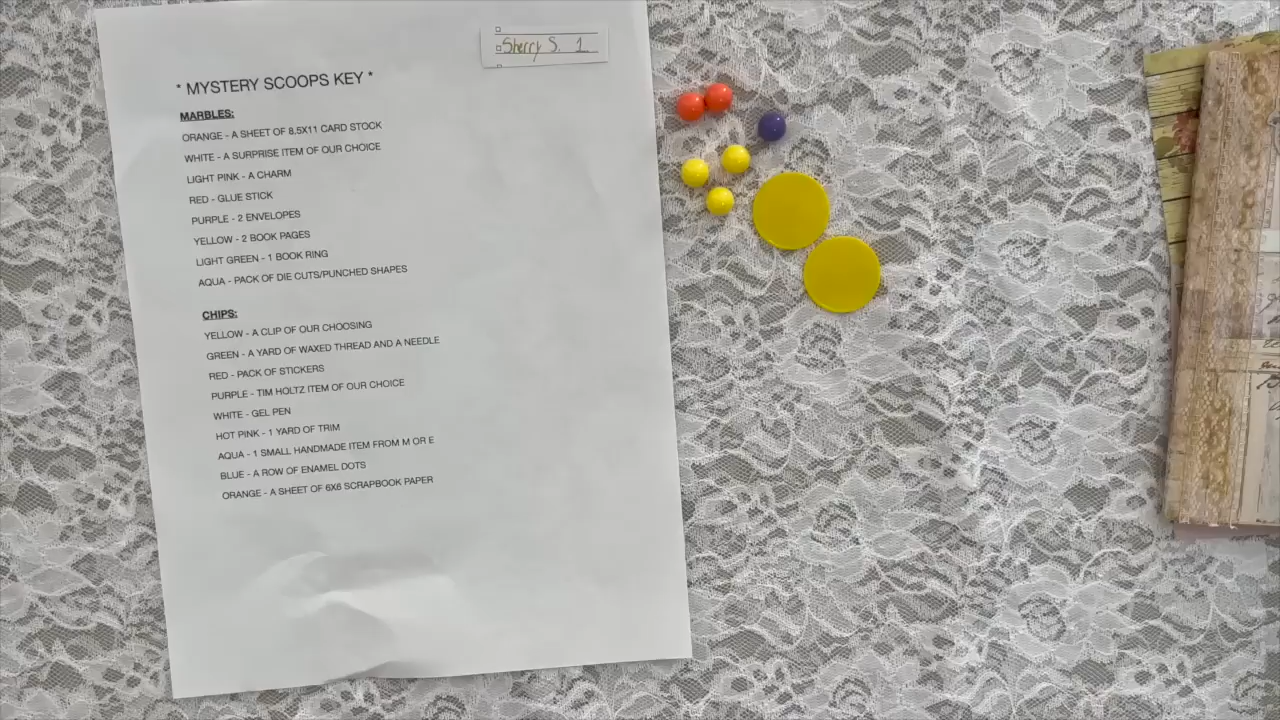 Sherry S. 1
* MYSTERY SCOOPS KEY *
MARBLES:
ORANGE - A SHEET OF 8.5X11 CARD STOCK
WHITE - A SURPRISE ITEM OF OUR CHOICE
LIGHT PINK - A CHARM
RED - GLUE STICK
PURPLE - 2 ENVELOPES
YELLOW - 2 BOOK PAGES
LIGHT GREEN - 1 BOOK RING
AQUA - PACK OF DIE CUTS/PUNCHED SHAPES
CHIPS:
YELLOW - A CLIP OF OUR CHOOSING
GREEN - A YARD OF WAXED THREAD AND A NEEDLE
RED - PACK OF STICKERS
PURPLE - TIM HOLTZ ITEM OF OUR CHOICE
WHITE - GEL PEN
HOT PINK - 1 YARD OF TRIM
AQUA - 1 SMALL HANDMADE ITEM FROM M OR E
BLUE - A ROW OF ENAMEL DOTS
ORANGE - A SHEET OF 6X6 SCRAPBOOK PAPER